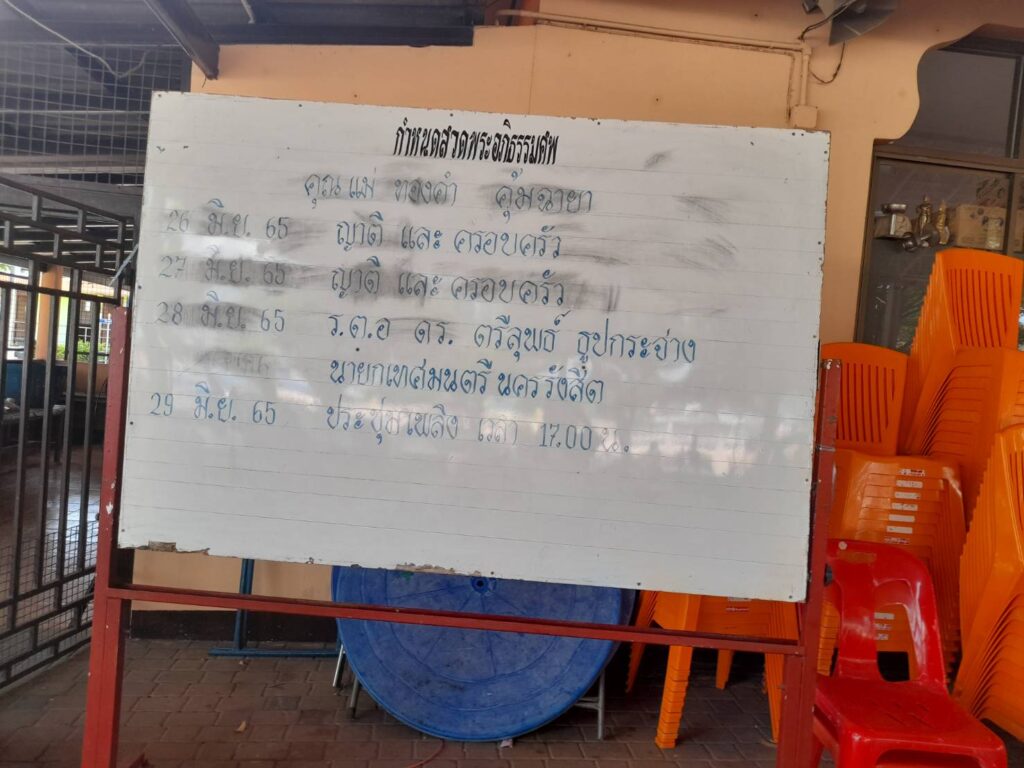 กำหนดสวดพระอภิธรรมศพ
คุณแม่ ทองคำ คุ้มฉายา
26 มิ.ย. 65 ญาติ และ ครอบครัว
27 มิ.ย. 65 ญาติ และ ครอบครัว
28 มิ.ย. 65 ร.ต.อ ดร. ตรีลุพธ์ ธูปกระจ่าง
นายกเทศมนตรีนครรังสิต
29 มิ.ย. 65 ประชุมเพลิง เวลา 17.00 น.